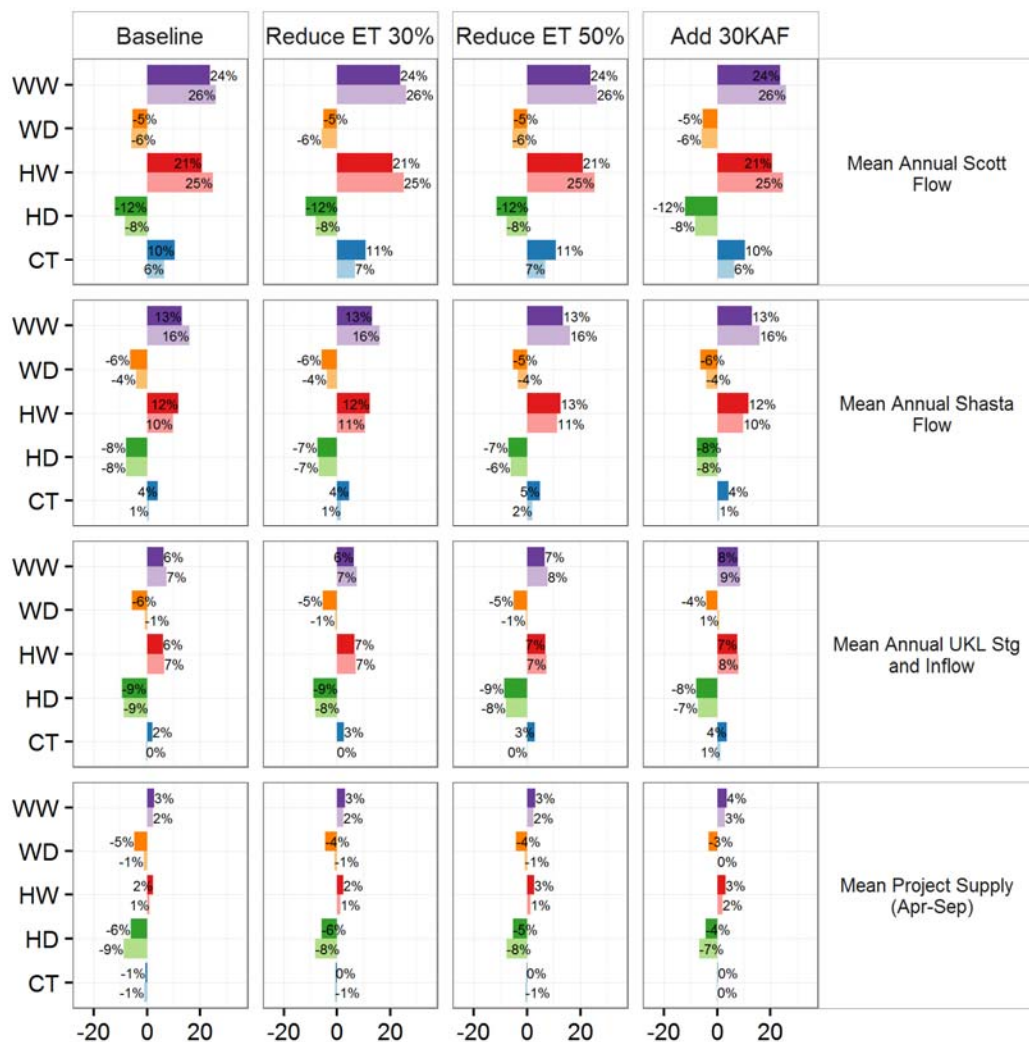 Baseline Reduce ET 30% Reduce ET 50% Add 30KAF
WW 24% 24% 24% 24%
26% 26% 26% 26%
WD -5% -5% -5% -5%
-6% -6% -6% -6%
HW 21% 21% 21% 21%
25% 25% 25% 25%
HD -12% -12% -12% -12%
-8% -8% -8% -8%
CT 10% 11% 11% 10%
6% 7% 7% 6%
Mean Annual Scott
Flow
WW 13% 13% 13% 13%
16% 16% 16% 16%
WD -6% -6% -5% -6%
-4% -4% -4% -4%
HW 12% 12% 13% 12%
10% 11% 11% 10%
HD -8% -7% -7% -8%
-8% -7% -6% -8%
CT 4% 4% 5% 4%
1% 1% 2% 1%
Mean Annual Shasta
Flow
WW 6% 6% 7% 8%
7% 7% 8% 9%
WD -6% -5% -5% -4%
-1% -1% -1% 1%
HW 6% 7% 7% 7%
7% 7% 7% 8%
HD -9% -9% -9% -8%
-9% -8% -8% -7%
CT 2% 3% 3% 4%
0% 0% 0% 1%
Mean Annual UKL Stg
and Inflow
WW 3% 3% 3% 4%
2% 2% 2% 3%
WD -5% -4% -4% -3%
-1% -1% -1% 0%
HW 2% 2% 3% 3%
1% 1% 1% 2%
HD -6% -6% -5% -4%
-9% -8% -8% -7%
CT -1% 0% 0% 0%
-1% -1% -1% 0%
Mean Project Supply
(Apr-Sep)
-20 0 20 -20 0 20 -20 0 20 -20 0 20